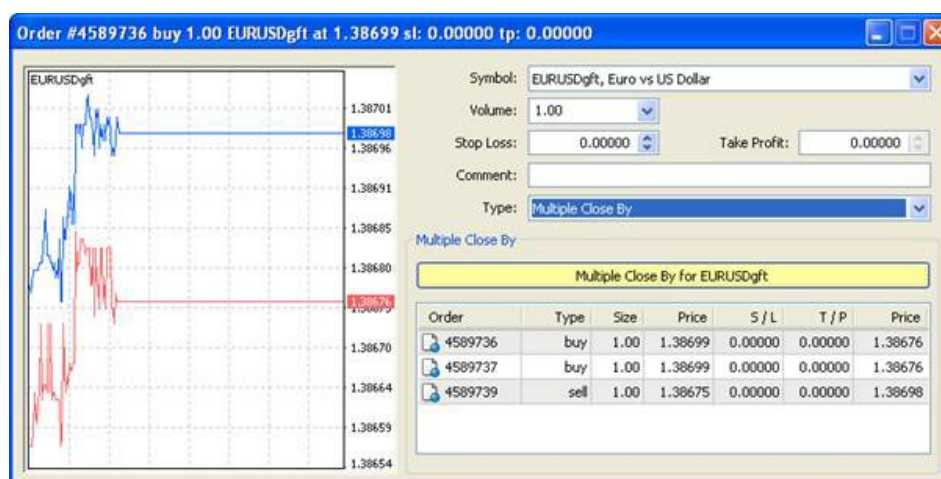 Order #4589736 buy 1.00 EURUSDgft at 1.38699 sl: 0.00000 tp: 0.00000
EURUSDgft
1.38701
1.38698
1.38696
1.38691
1.38685
1.38680
1.38676
1.38670
1.38664
1.38659
1.38654
Symbol: EURUSDgft, Euro vs US Dollar
Volume: 1.00
Stop Loss: 0.00000 Take Profit: 0.00000
Comment:
Type: Multiple Close By
Multiple Close By
Multiple Close By for EURUSDgft
Order Type Size Price S / L T / P Price
4589736 buy 1.00 1.38699 0.00000 0.00000 1.38676
4589737 buy 1.00 1.38699 0.00000 0.00000 1.38676
4589739 sell 1.00 1.38675 0.00000 0.00000 1.38698